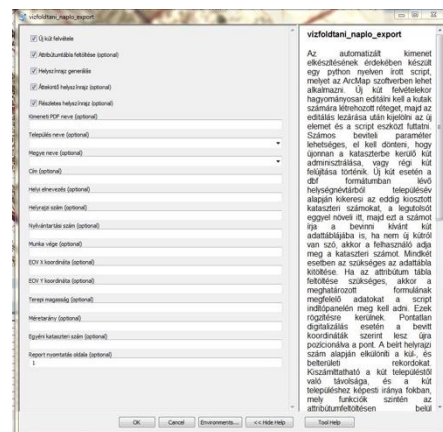 vizfoldtani_naplo_export
Új kút felvétele
Attribútumtábla feltöltése (optional)
Helyszínrajz generálás
Áttekintő helyszínrajz (optional)
Részletes helyszínrajz (optional)
Kimeneti PDF neve (optional)
Település neve (optional)
Megye neve (optional)
Cím (optional)
Helyi elnevezés (optional)
Helyrajzi szám (optional)
Nyilvántartási szám (optional)
Munka vége (optional)
EOV X koordináta (optional)
EOV Y koordináta (optional)
Terepi magasság (optional)
Méretarány (optional)
Egyéni kataszteri szám (optional)
Report nyomtatás oldala (optional)
1
OK Cancel Environments... << Hide Help Tool Help
vizfoldtani_naplo_export
Az automatizált kimenet
elkészítésének érdekében készült
egy python nyelven írott script,
melyet az ArcMap szoftverben lehet
alkalmazni. Új kút felvételekor
hagyományosan editálni kell a kutak
számára létrehozott réteget, majd az
editálás lezárása után kijelölni az új
elemet és a script eszközt futtatni.
Számos beviteli paraméter
lehetséges, el kell dönteni, hogy
újonnan a kataszterbe kerülő kút
adminisztrálása, vagy régi kút
felújítása történik. Új kút esetén a
dbf formátumban lévő
helységnévtárból településév
alapján kikeresi az eddig kiosztott
kataszteri számokat, a legutolsót
eggyel növeli itt, majd ezt a számot
írja a bevinni kívánt kút
adattáblájába is, ha nem új kútról
van szó, akkor a felhasználó adja
meg a kataszteri számot. Mindkét
esetben az szükséges az adattábla
kitöltése. Ha az attribútum tábla
feltöltése szükséges, akkor a
meghatározott formulának
megfelelő adatokat a script
indítópanelén meg kell adni. Ezek
rögzítésre kerülnek. Pontatlan
digitalizálás esetén a bevitt
koordináták szerint lesz újra
pozícionálva a pont. A beírt helyrajzi
szám alapján elkülöníti a kül-, és
belterületi rekordokat.
Kiszámíttatható a kút településtől
való távolsága, és a kút
településhez képesti iránya fokban,
mely funkciók szintén az
attribútumfeltöltésen belül